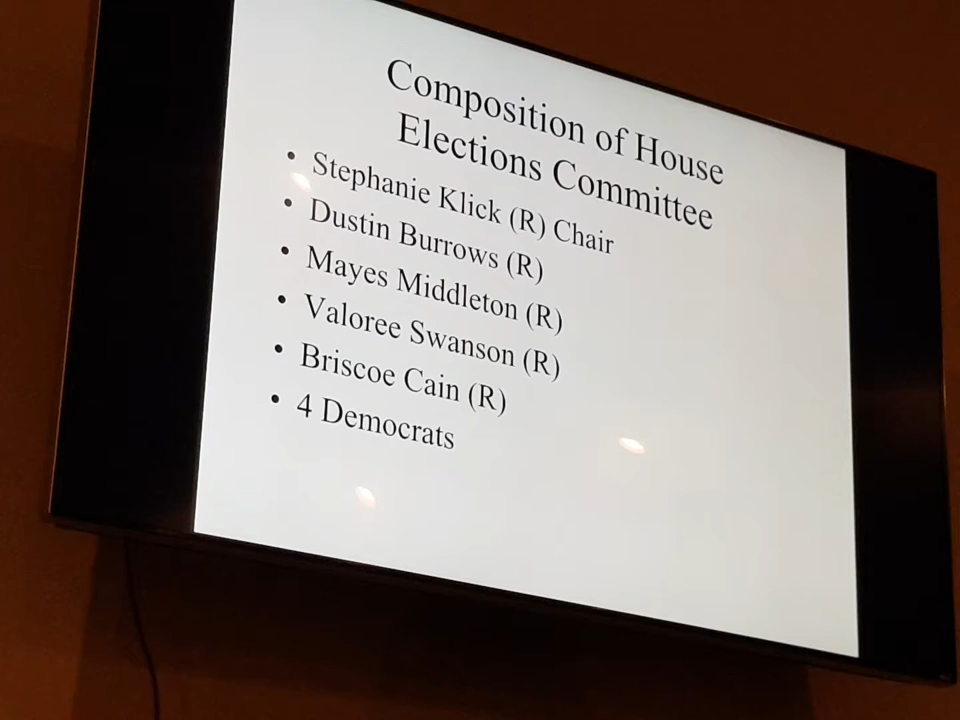 Composition of House
Elections Committee
• Stephanie Klick (R) Chair
• Dustin Burrows (R)
• Mayes Middleton (R)
• Valoree Swanson (R)
• Briscoe Cain (R)
• 4 Democrats